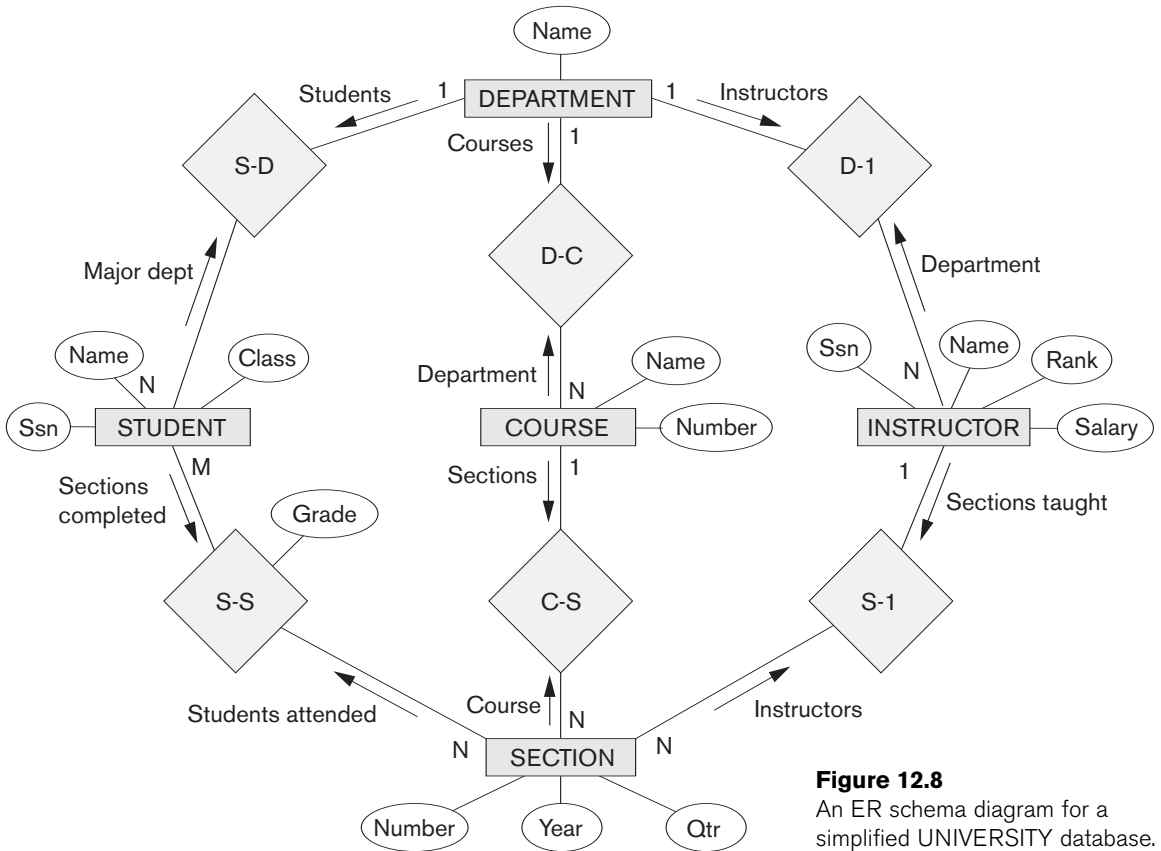 Name
Students
1
DEPARTMENT
1
Instructors
Courses
1
S-D
D-1
D-C
Major dept
Department
Name
N
Class
Department
N
Name
Ssn
N
Name
Rank
Ssn
STUDENT
COURSE
Number
INSTRUCTOR
Salary
M
Sections
1
1
Sections
completed
Sections taught
Grade
S-S
C-S
S-1
Students attended
Course
N
Instructors
N
SECTION
N
Number
Year
Qtr
Figure 12.8
An ER schema diagram for a
simplified UNIVERSITY database.